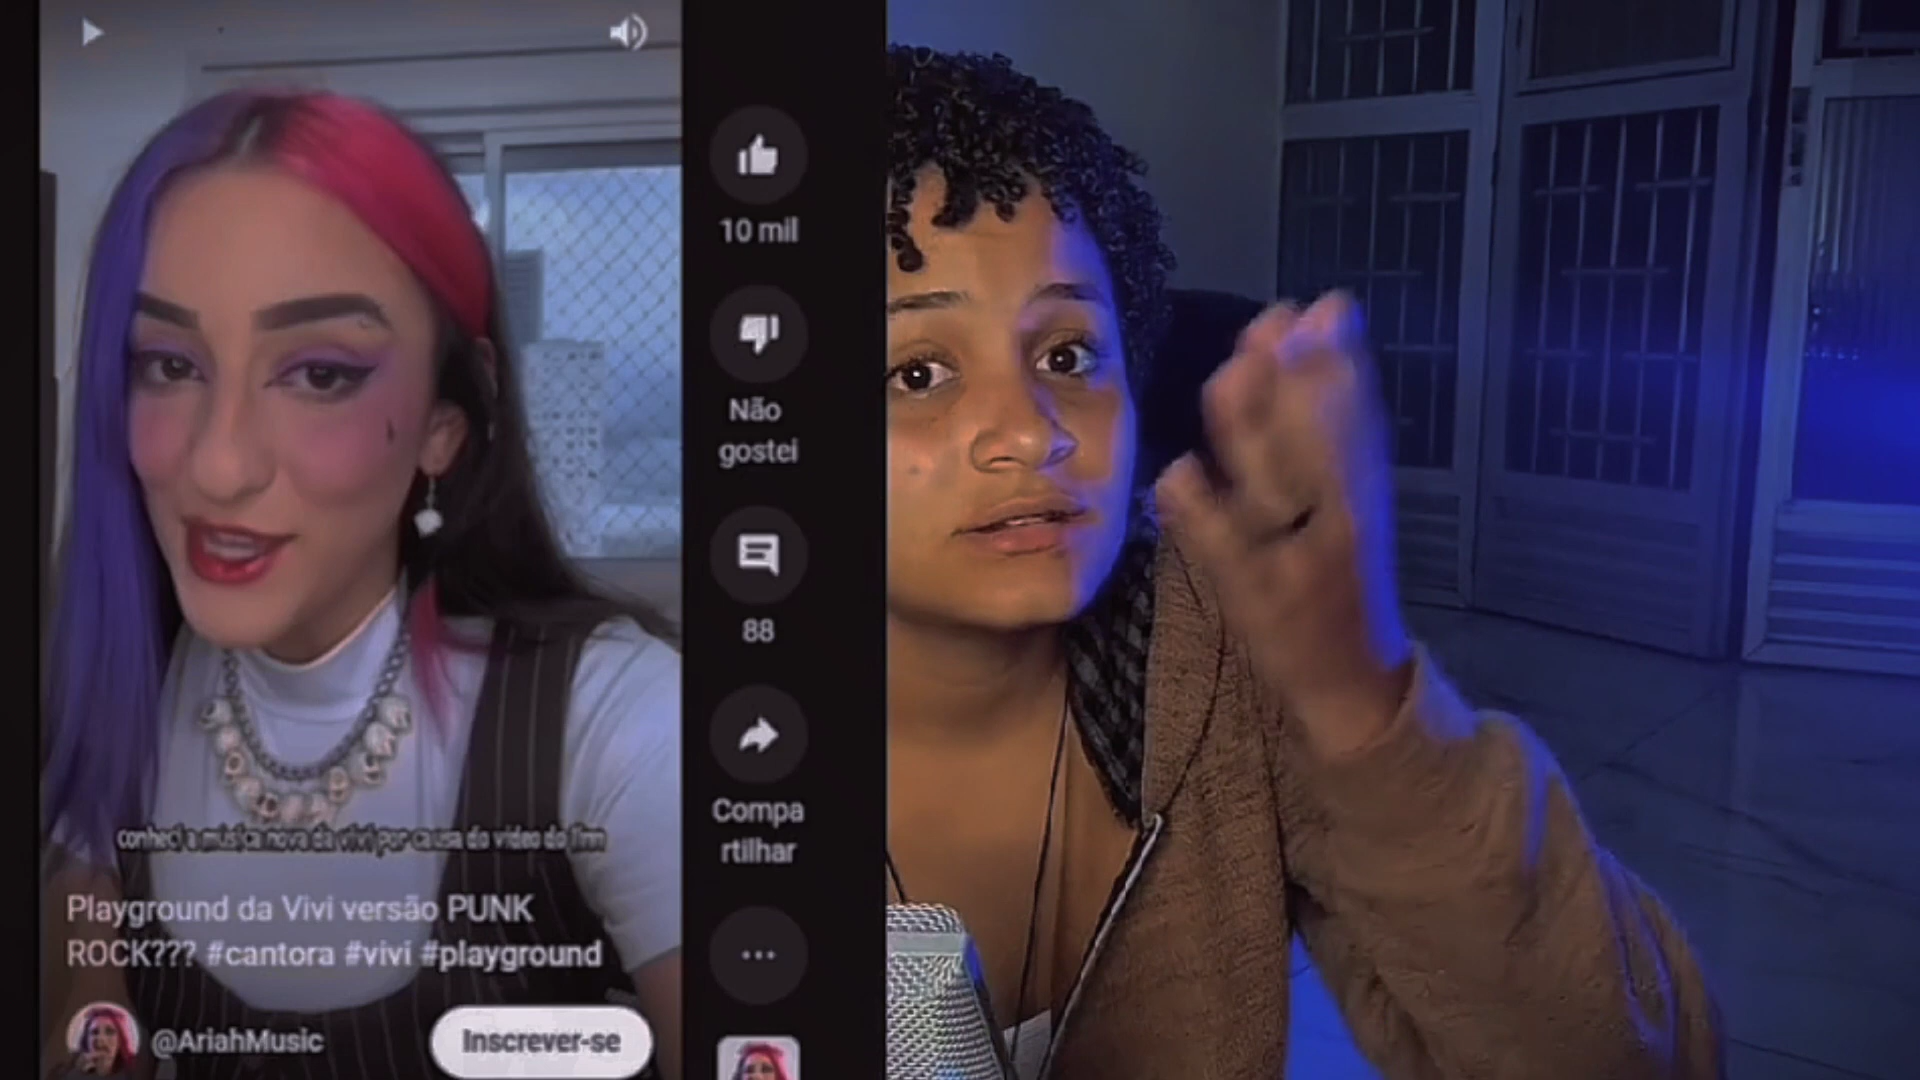 10 mil
Não
gostei
88
Compa
rtilhar
conheci a música nova da vivi por causa do video do finn
Playground da Vivi versão PUNK
ROCK??? #cantora #vivi #playground
@AriahMusic
Inscrever-se